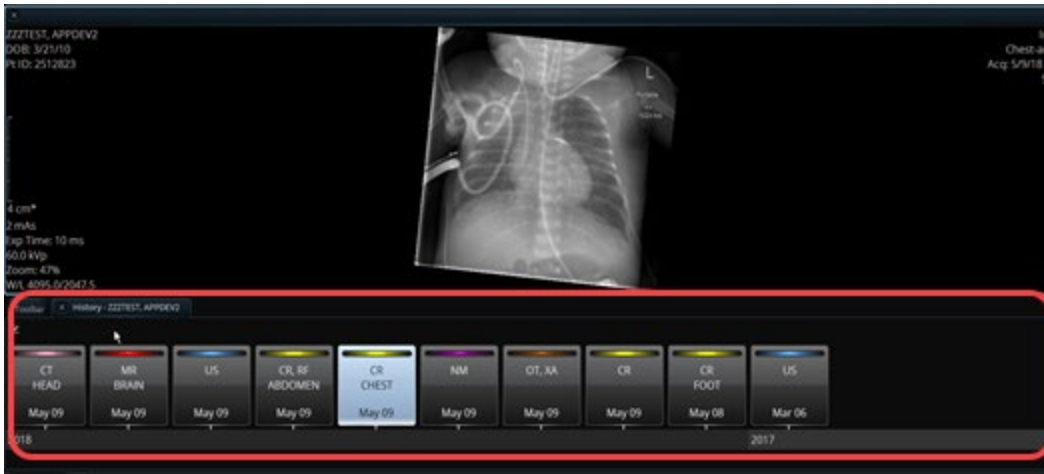 ZZZTEST, APPDEV2
DOB: 3/21/10
Pt ID: 2512823
Chest-a
Acq: 5/9/18
L
4 cm*
2 mAs
Exp Time: 10 ms
60.0 kVp
Zoom: 47%
W/L 4095.0/2047.5
Toolbar
× History - ZZZTEST, APPDEV2
CT
HEAD
May 09
MR
BRAIN
May 09
US
May 09
CR, RF
ABDOMEN
May 09
CR
CHEST
May 09
NM
May 09
OT, XA
May 09
CR
May 09
CR
FOOT
May 08
US
Mar 06
2018
2017